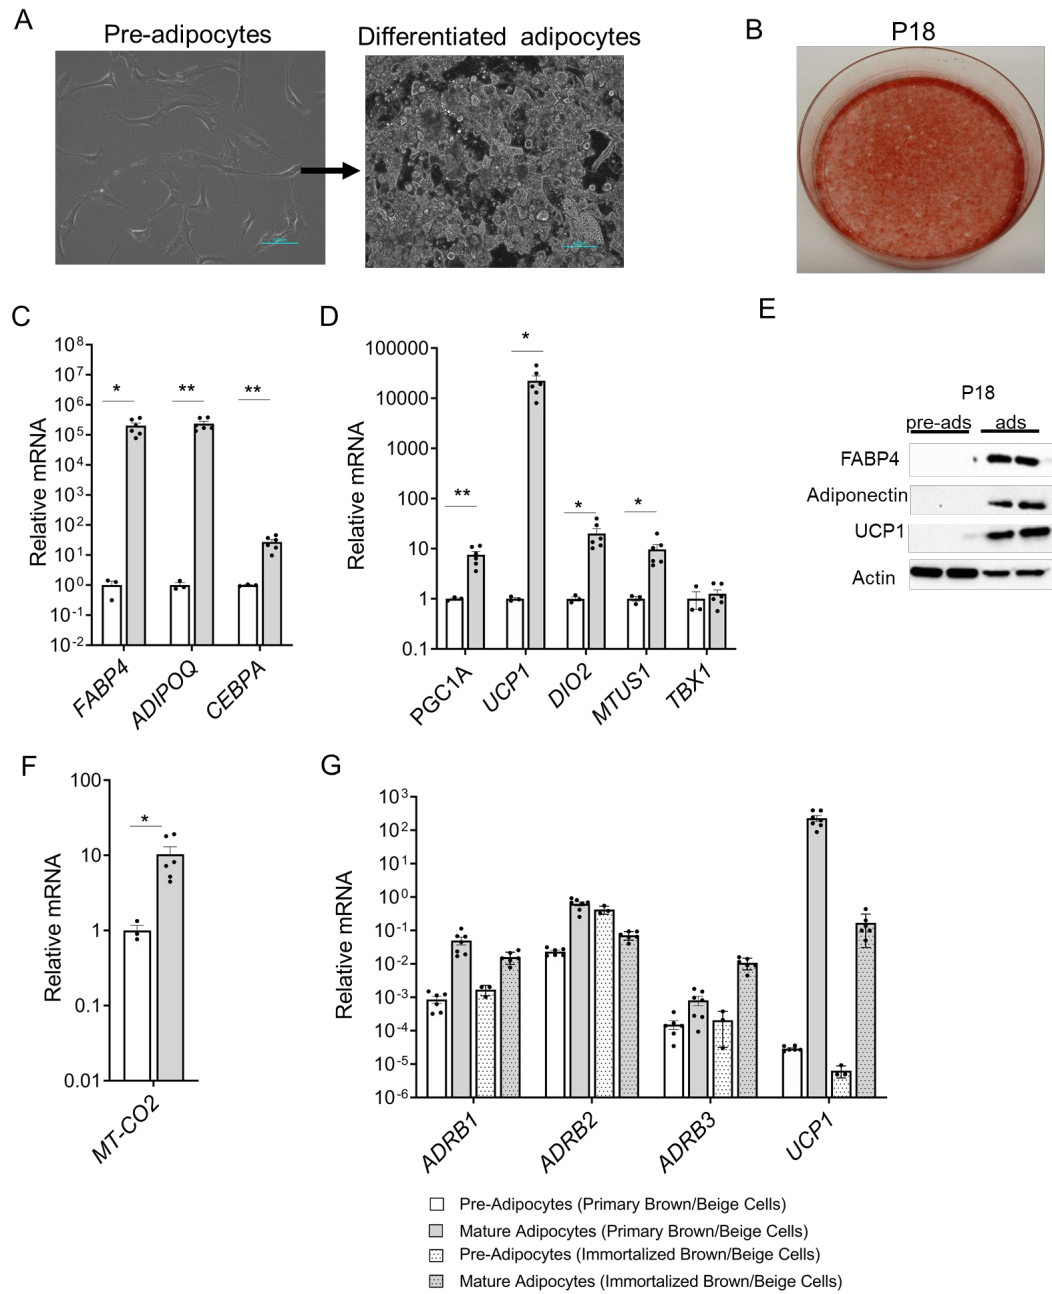 A
Pre-adipocytes
Differentiated adipocytes
B
P18
C
Relative mRNA
10^8
10^7
10^6
10^5
10^4
10^3
10^2
10^1
10^0
10^-1
10^-2
*
**
**
FABP4
ADIPOQ
CEBPA
D
Relative mRNA
100000
10000
1000
100
10
1
0.1
**
*
*
*
PGC1A
UCP1
DIO2
MTUS1
TBX1
E
P18
pre-ads ads
FABP4
Adiponectin
UCP1
Actin
F
Relative mRNA
100
10
1
0.1
0.01
*
MT-CO2
G
Relative mRNA
10^3
10^2
10^1
10^0
10^-1
10^-2
10^-3
10^-4
10^-5
10^-6
ADRB1
ADRB2
ADRB3
UCP1
Pre-Adipocytes (Primary Brown/Beige Cells)
Mature Adipocytes (Primary Brown/Beige Cells)
Pre-Adipocytes (Immortalized Brown/Beige Cells)
Mature Adipocytes (Immortalized Brown/Beige Cells)